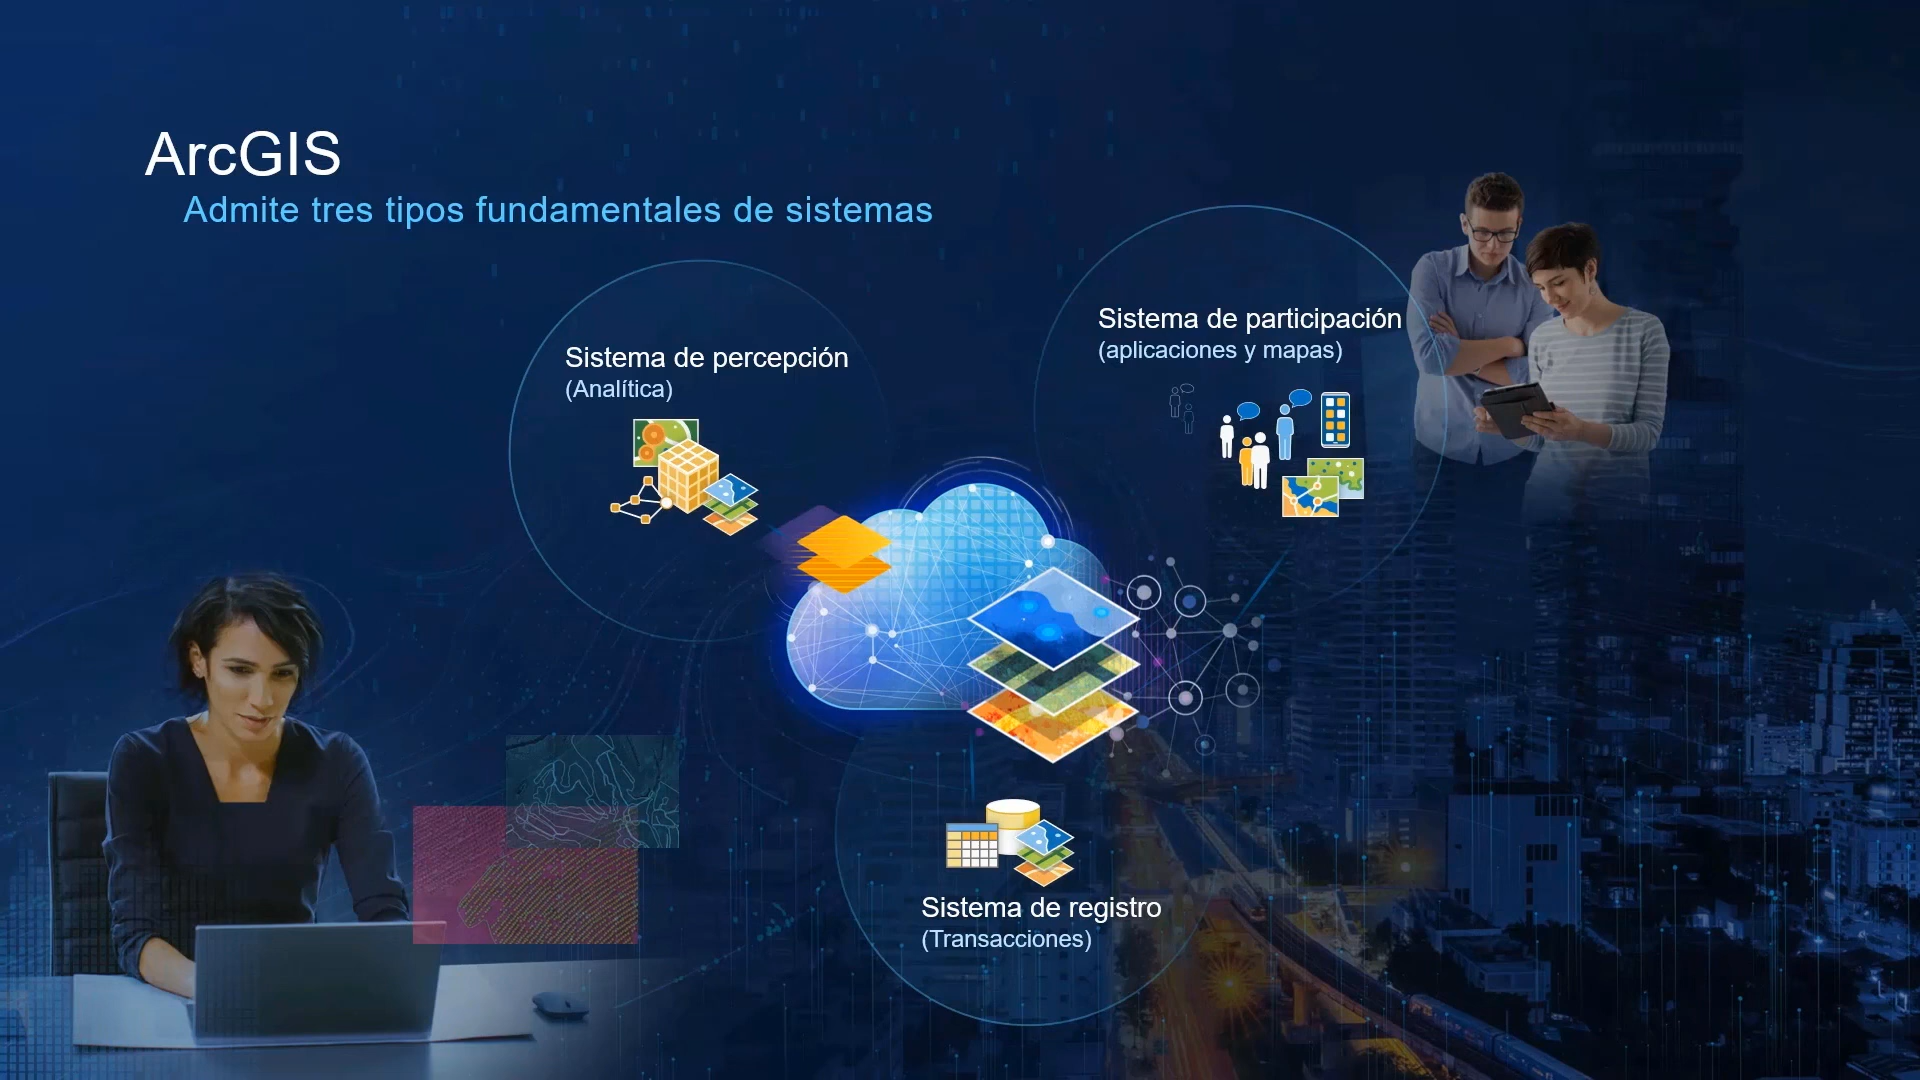 ArcGIS
Admite tres tipos fundamentales de sistemas
Sistema de percepción
(Analítica)
Sistema de participación
(aplicaciones y mapas)
Sistema de registro
(Transacciones)